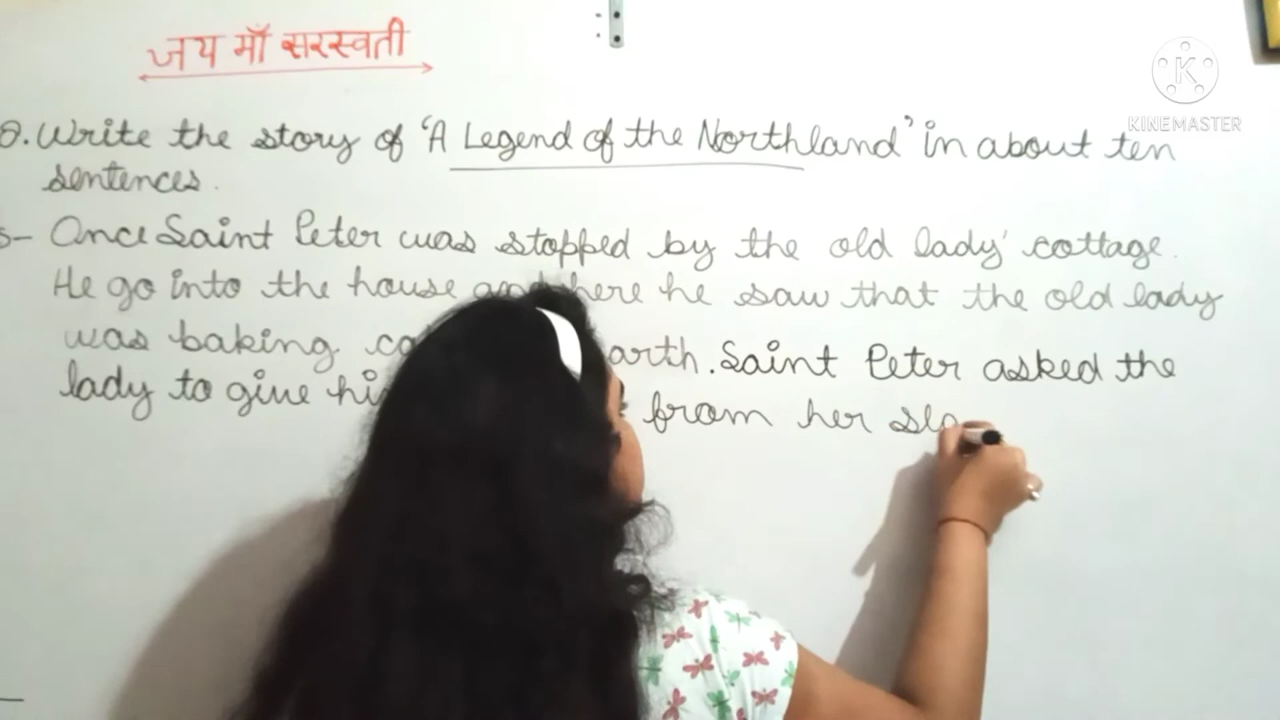 जय माँ सरस्वती
KINEMASTER
Q. Write the story of 'A Legend of the Northland' in about ten
sentences.
s- Once Saint Peter was stopped by the old lady' cottage.
He go into the house here he saw that the old lady
was baking arth. Saint Peter asked the
lady to give from her